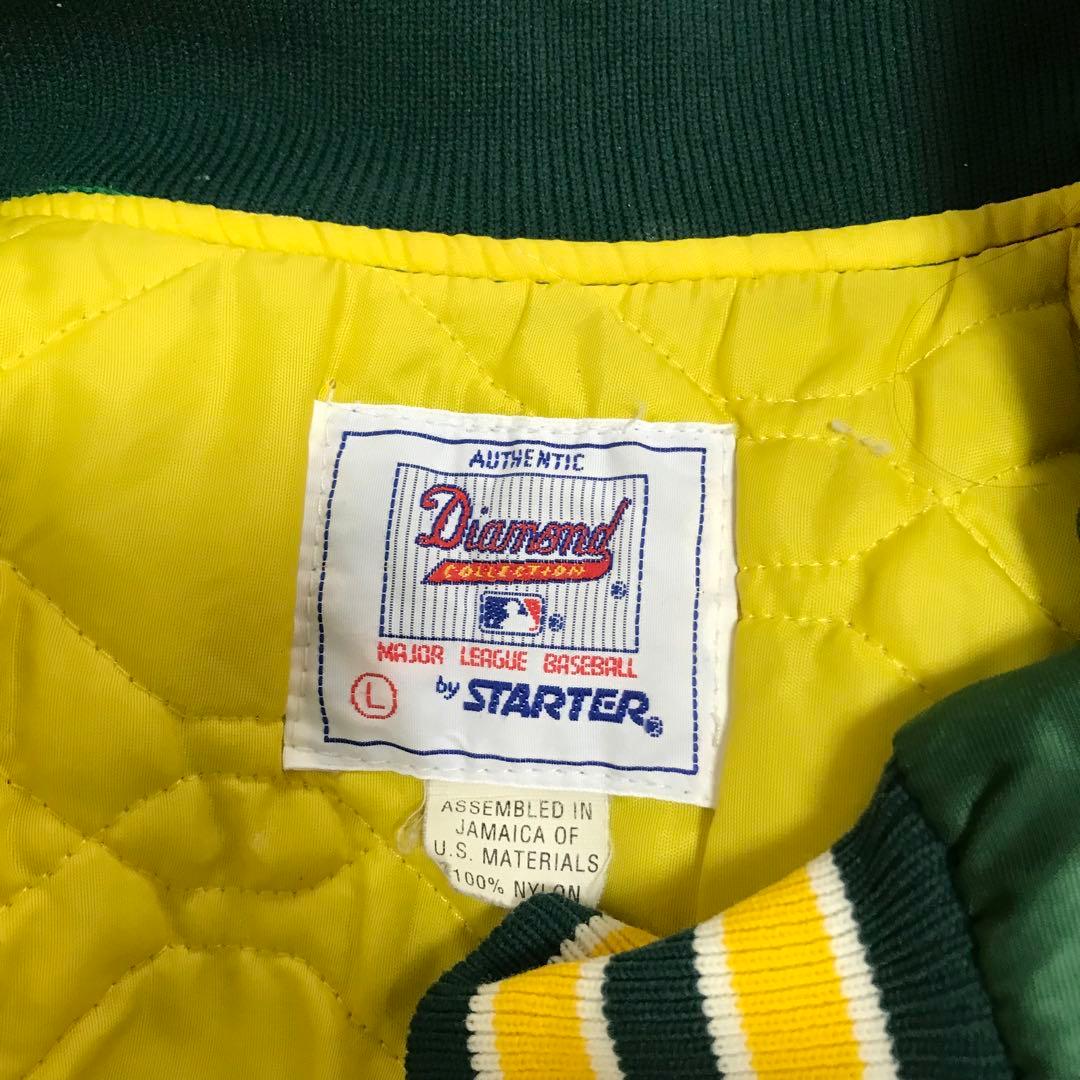 AUTHENTIC
Diamond
COLLECTION
MAJOR LEAGUE BASEBALL
L by STARTER®
ASSEMBLED IN
JAMAICA OF
U.S. MATERIALS
100% NYLON